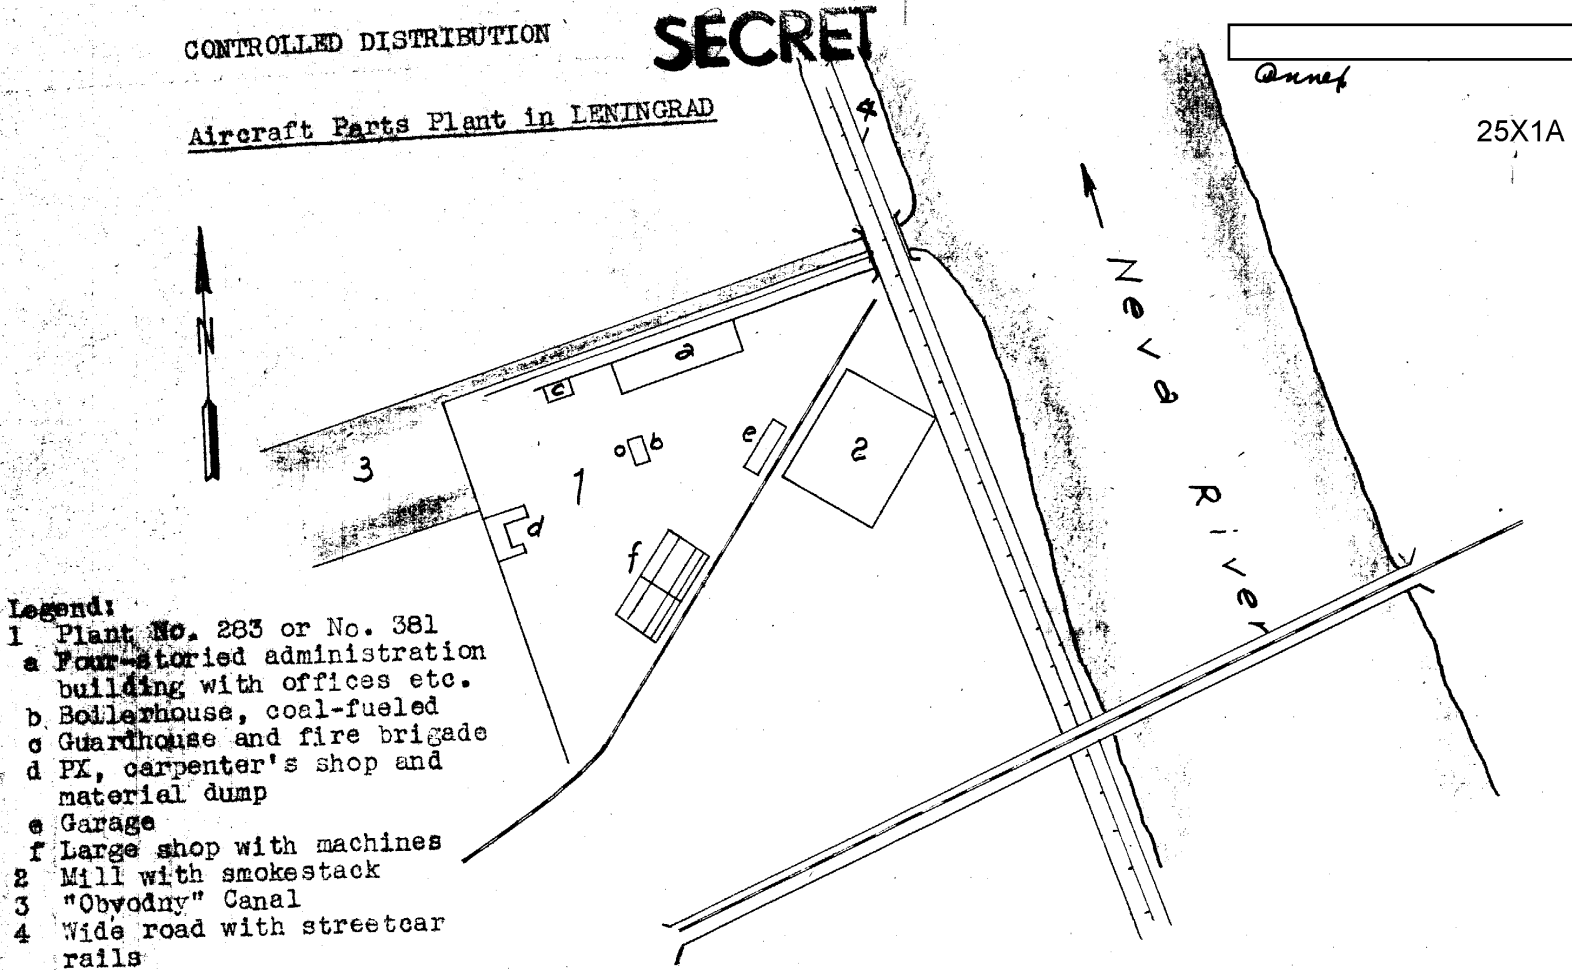 CONTROLLED DISTRIBUTION
SECRET
Annex
Aircraft Parts Plant in LENINGRAD
25X1A
4
N
Neva River
a
c
b
e
2
3
1
d
f
Legend:
1 Plant No. 283 or No. 381
a Four-storied administration
building with offices etc.
b Boilerhouse, coal-fueled
c Guardhouse and fire brigade
d PX, carpenter's shop and
material dump
e Garage
f Large shop with machines
2 Mill with smokestack
3 "Obvodny" Canal
4 Wide road with streetcar
rails